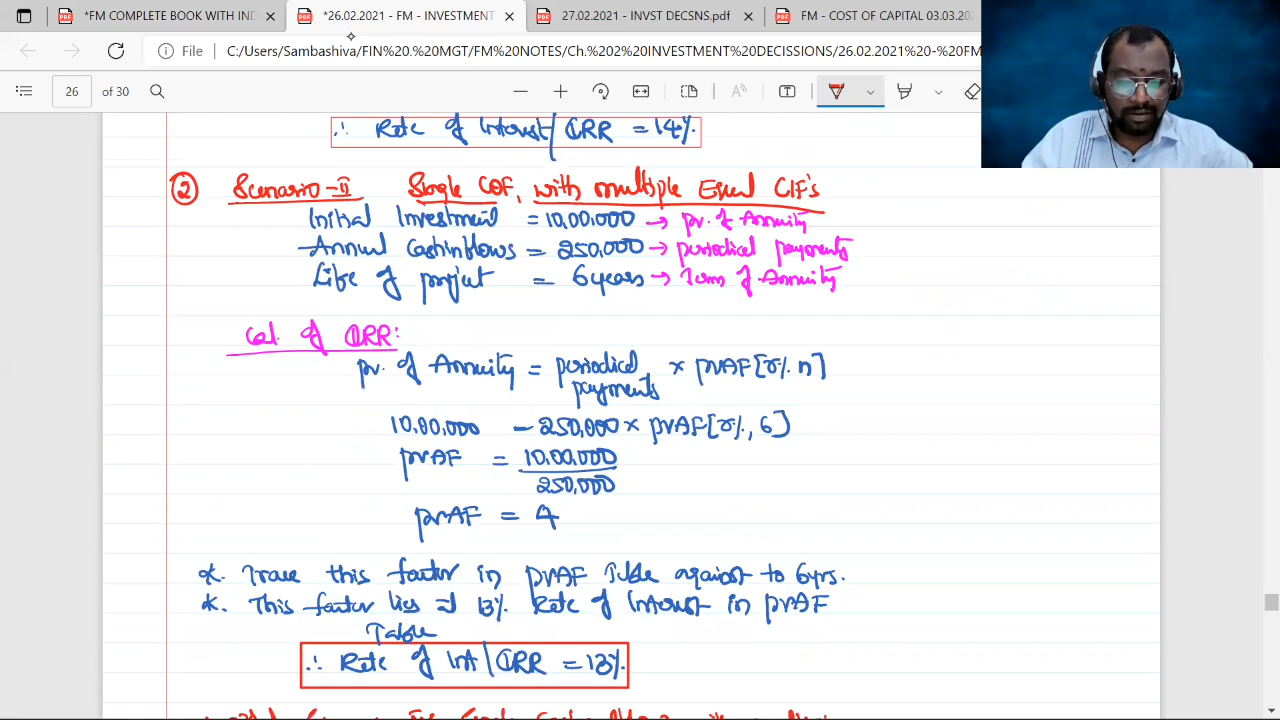 *FM COMPLETE BOOK WITH IND
*26.02.2021 - FM - INVESTMENT
27.02.2021 - INVST DECSNS.pdf
FM - COST OF CAPITAL 03.03.20
File C:/Users/Sambashiva/FIN%20.%20MGT/FM%20NOTES/Ch.%202%20INVESTMENT%20DECISSIONS/26.02.2021%20-%20FM
26 of 30
∴ Rate of Interest/IRR = 14%
② Scenario-II Single COF, with multiple Equal CIF's
Initial Investment = 10,00,000 → pv. of Annuity
Annual cashinflows = 250,000 → periodical payments
Life of project = 6 years → Term of Annuity
Cal. of IRR:
pv. of Annuity = periodical payments × PVAF[r%, n]
10,00,000 = 250,000 × PVAF[r%, 6]
PVAF = 10,00,000
250,000
PVAF = 4
*. Trace this factor in PVAF Table against to 6yrs.
*. This factor lies at 13% Rate of Interest in PVAF
Table
∴ Rate of Int/IRR = 13%